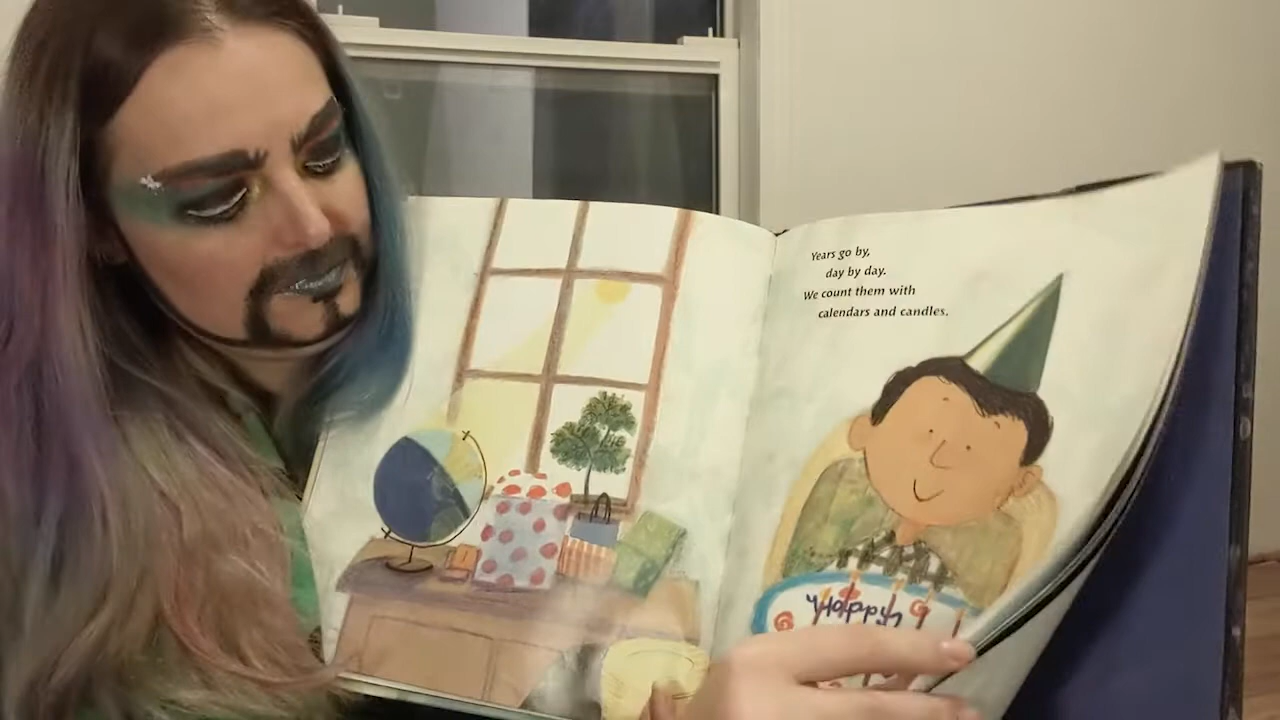 Years go by,
day by day.
We count them with
calendars and candles.
Happy